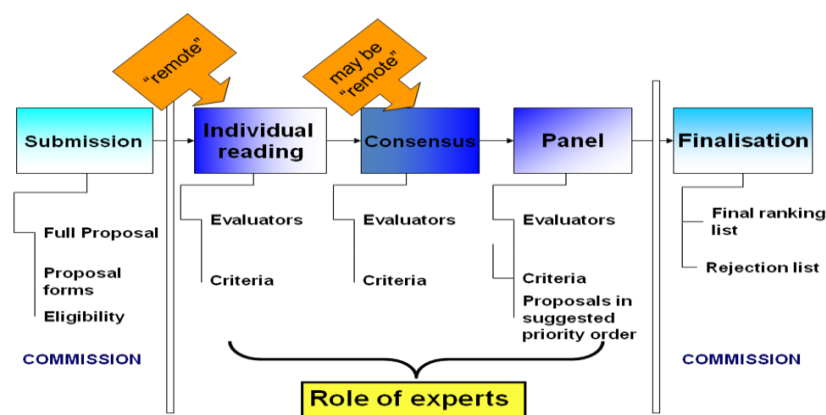 “remote”
may be
“remote”
Submission
Individual
reading
Consensus
Panel
Finalisation
Full Proposal
Proposal
forms
Eligibility
Evaluators
Criteria
Evaluators
Criteria
Evaluators
Criteria
Proposals in
suggested
priority order
Final ranking
list
Rejection list
COMMISSION
COMMISSION
Role of experts